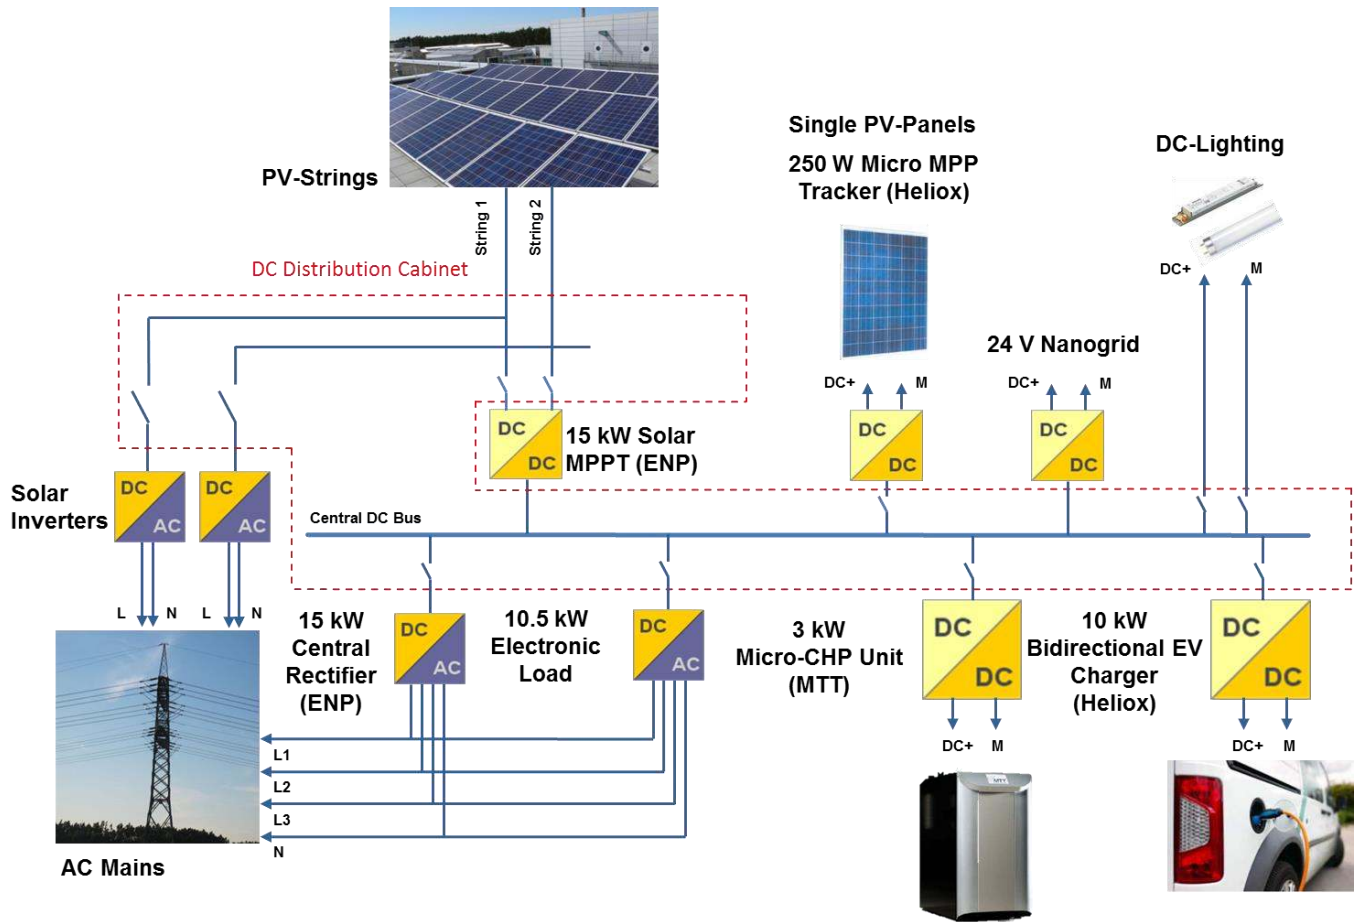 Single PV-Panels
250 W Micro MPP
Tracker (Heliox)
DC-Lighting
PV-Strings
String 1
String 2
DC Distribution Cabinet
DC+
M
24 V Nanogrid
DC+
M
DC+
M
DC
DC
15 kW Solar
MPPT (ENP)
DC
DC
DC
DC
Solar
Inverters
DC
AC
DC
AC
Central DC Bus
L
N
L
N
15 kW
Central
Rectifier
(ENP)
DC
AC
10.5 kW
Electronic
Load
DC
AC
3 kW
Micro-CHP Unit
(MTT)
DC
DC
10 kW
Bidirectional EV
Charger
(Heliox)
DC
DC
L1
L2
L3
N
DC+
M
DC+
M
AC Mains